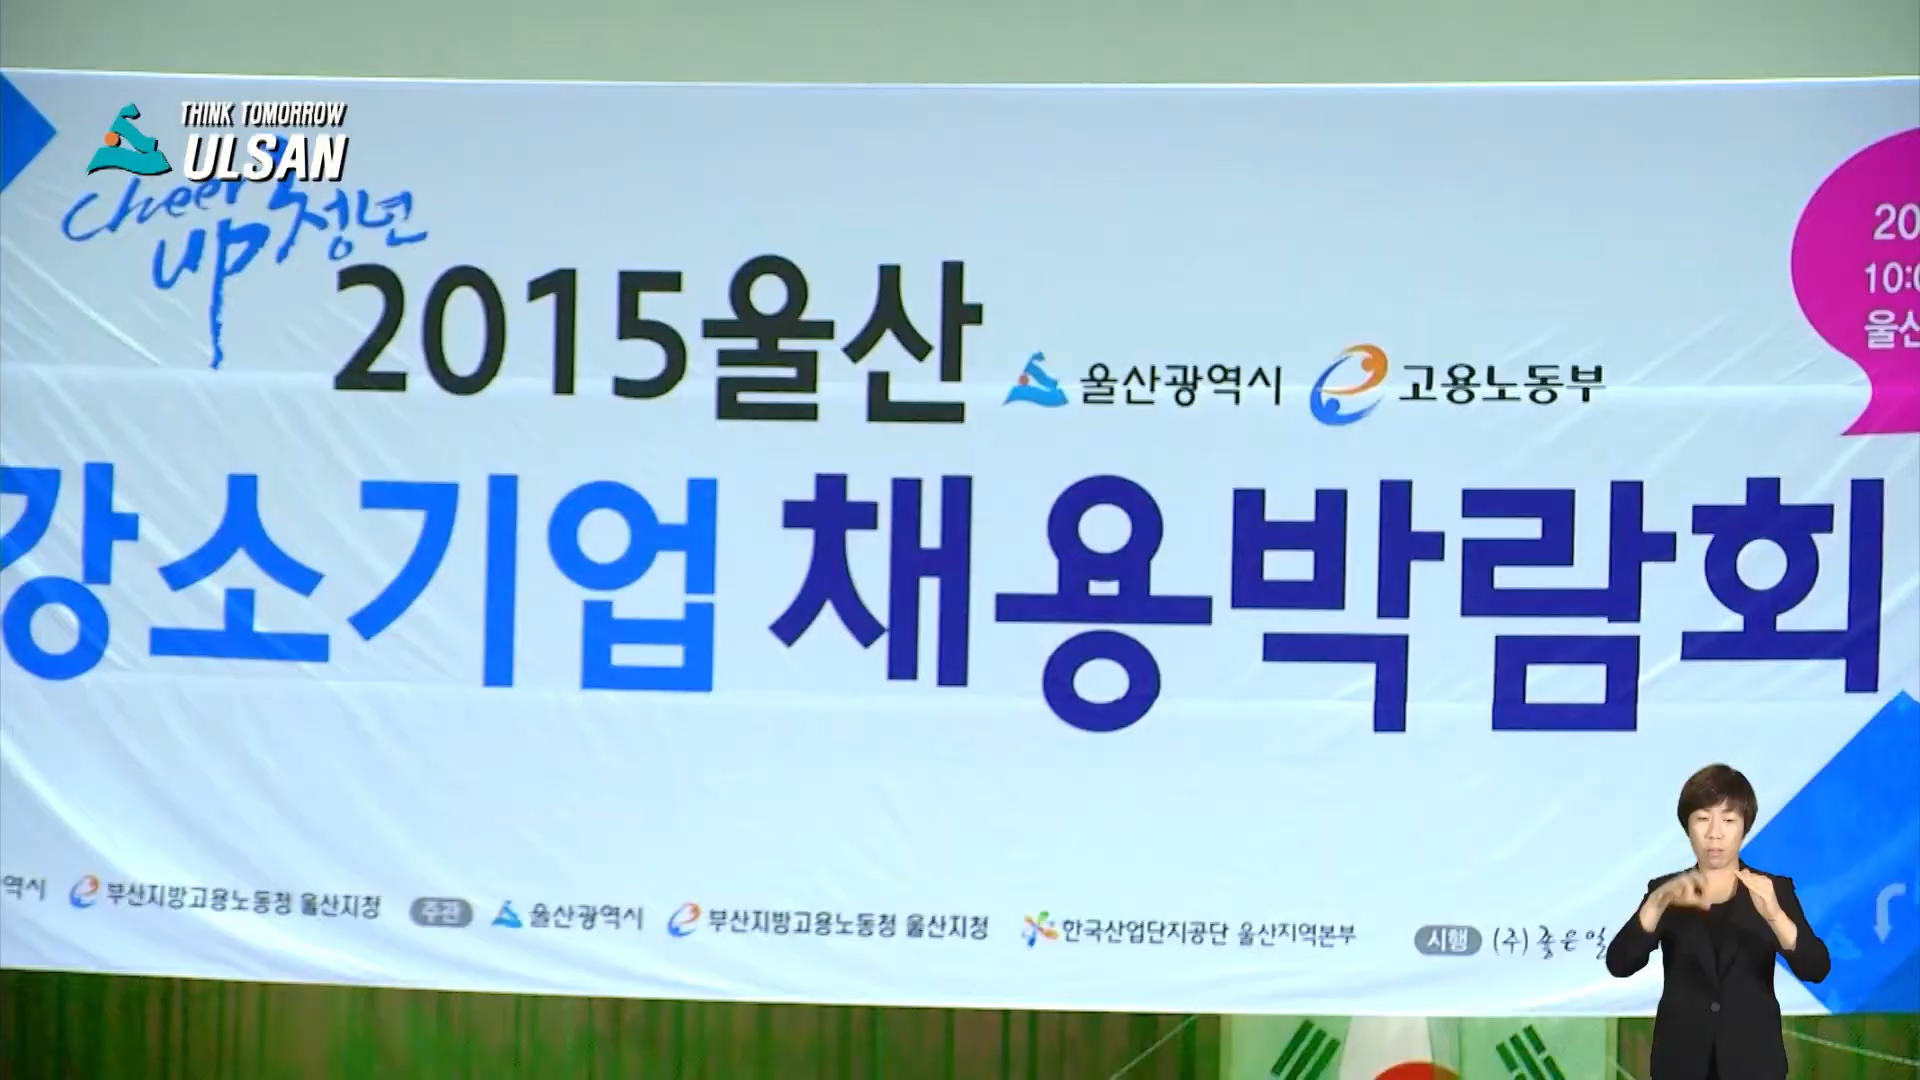 THINK TOMORROW
ULSAN
cheer up 청년
2015울산
울산광역시 고용노동부
강소기업 채용박람회
20
10:0
울산
역시 부산지방고용노동청 울산지청 주관 울산광역시 부산지방고용노동청 울산지청 한국산업단지공단 울산지역본부 시행 (주)좋은일